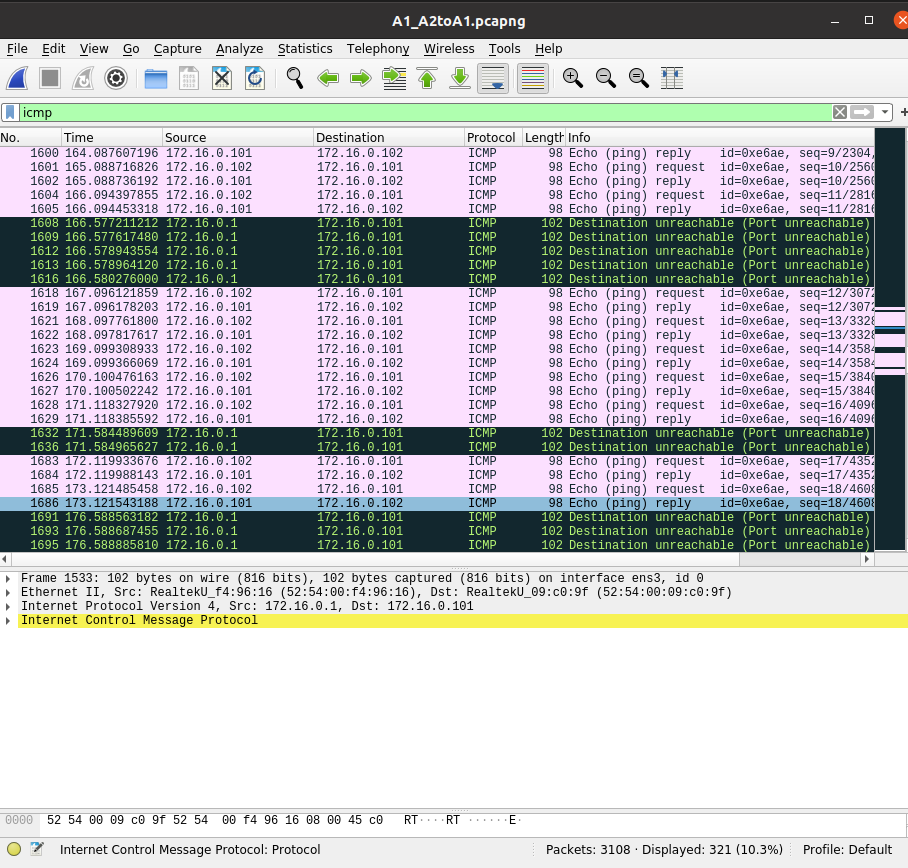 A1_A2toA1.pcapng
File Edit View Go Capture Analyze Statistics Telephony Wireless Tools Help
icmp
No. Time Source Destination Protocol Length Info
1600 164.087607196 172.16.0.101 172.16.0.102 ICMP 98 Echo (ping) reply id=0xe6ae, seq=9/2304,
1601 165.088716826 172.16.0.102 172.16.0.101 ICMP 98 Echo (ping) request id=0xe6ae, seq=10/2560
1602 165.088736192 172.16.0.101 172.16.0.102 ICMP 98 Echo (ping) reply id=0xe6ae, seq=10/2560
1604 166.094397855 172.16.0.102 172.16.0.101 ICMP 98 Echo (ping) request id=0xe6ae, seq=11/2816
1605 166.094453318 172.16.0.101 172.16.0.102 ICMP 98 Echo (ping) reply id=0xe6ae, seq=11/2816
1608 166.577211212 172.16.0.1 172.16.0.101 ICMP 102 Destination unreachable (Port unreachable)
1609 166.577617480 172.16.0.1 172.16.0.101 ICMP 102 Destination unreachable (Port unreachable)
1612 166.578943554 172.16.0.1 172.16.0.101 ICMP 102 Destination unreachable (Port unreachable)
1613 166.578964120 172.16.0.1 172.16.0.101 ICMP 102 Destination unreachable (Port unreachable)
1616 166.580276000 172.16.0.1 172.16.0.101 ICMP 102 Destination unreachable (Port unreachable)
1618 167.096121859 172.16.0.102 172.16.0.101 ICMP 98 Echo (ping) request id=0xe6ae, seq=12/3072
1619 167.096178203 172.16.0.101 172.16.0.102 ICMP 98 Echo (ping) reply id=0xe6ae, seq=12/3072
1621 168.097761800 172.16.0.102 172.16.0.101 ICMP 98 Echo (ping) request id=0xe6ae, seq=13/3328
1622 168.097817617 172.16.0.101 172.16.0.102 ICMP 98 Echo (ping) reply id=0xe6ae, seq=13/3328
1623 169.099308933 172.16.0.102 172.16.0.101 ICMP 98 Echo (ping) request id=0xe6ae, seq=14/3584
1624 169.099366069 172.16.0.101 172.16.0.102 ICMP 98 Echo (ping) reply id=0xe6ae, seq=14/3584
1626 170.100476163 172.16.0.102 172.16.0.101 ICMP 98 Echo (ping) request id=0xe6ae, seq=15/3840
1627 170.100502242 172.16.0.101 172.16.0.102 ICMP 98 Echo (ping) reply id=0xe6ae, seq=15/3840
1628 171.118327920 172.16.0.102 172.16.0.101 ICMP 98 Echo (ping) request id=0xe6ae, seq=16/4096
1629 171.118385592 172.16.0.101 172.16.0.102 ICMP 98 Echo (ping) reply id=0xe6ae, seq=16/4096
1632 171.584489609 172.16.0.1 172.16.0.101 ICMP 102 Destination unreachable (Port unreachable)
1636 171.584965627 172.16.0.1 172.16.0.101 ICMP 102 Destination unreachable (Port unreachable)
1683 172.119933676 172.16.0.102 172.16.0.101 ICMP 98 Echo (ping) request id=0xe6ae, seq=17/4352
1684 172.119988143 172.16.0.101 172.16.0.102 ICMP 98 Echo (ping) reply id=0xe6ae, seq=17/4352
1685 173.121485458 172.16.0.102 172.16.0.101 ICMP 98 Echo (ping) request id=0xe6ae, seq=18/4608
1686 173.121543188 172.16.0.101 172.16.0.102 ICMP 98 Echo (ping) reply id=0xe6ae, seq=18/4608
1691 176.588563182 172.16.0.1 172.16.0.101 ICMP 102 Destination unreachable (Port unreachable)
1693 176.588687455 172.16.0.1 172.16.0.101 ICMP 102 Destination unreachable (Port unreachable)
1695 176.588885810 172.16.0.1 172.16.0.101 ICMP 102 Destination unreachable (Port unreachable)
Frame 1533: 102 bytes on wire (816 bits), 102 bytes captured (816 bits) on interface ens3, id 0
Ethernet II, Src: RealtekU_f4:96:16 (52:54:00:f4:96:16), Dst: RealtekU_09:c0:9f (52:54:00:09:c0:9f)
Internet Protocol Version 4, Src: 172.16.0.1, Dst: 172.16.0.101
Internet Control Message Protocol
0000 52 54 00 09 c0 9f 52 54 00 f4 96 16 08 00 45 c0 RT····RT ······E·
Internet Control Message Protocol: Protocol Packets: 3108 · Displayed: 321 (10.3%) Profile: Default